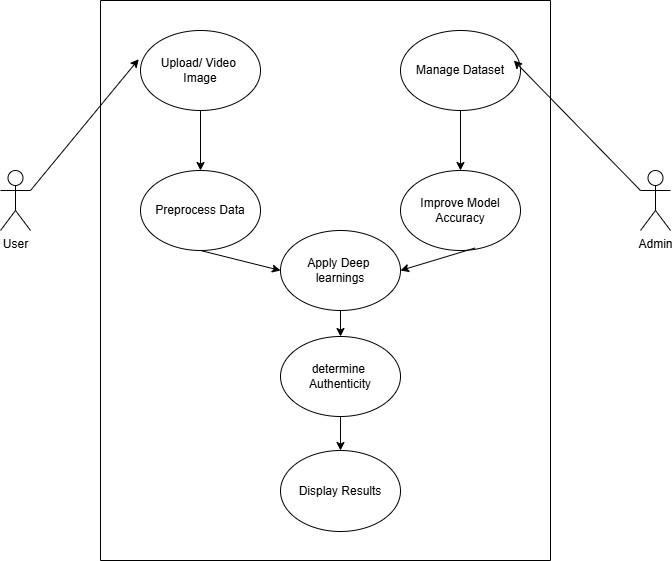 Upload/ Video
Image
Manage Dataset
Preprocess Data
Improve Model
Accuracy
User
Admin
Apply Deep
learnings
determine
Authenticity
Display Results